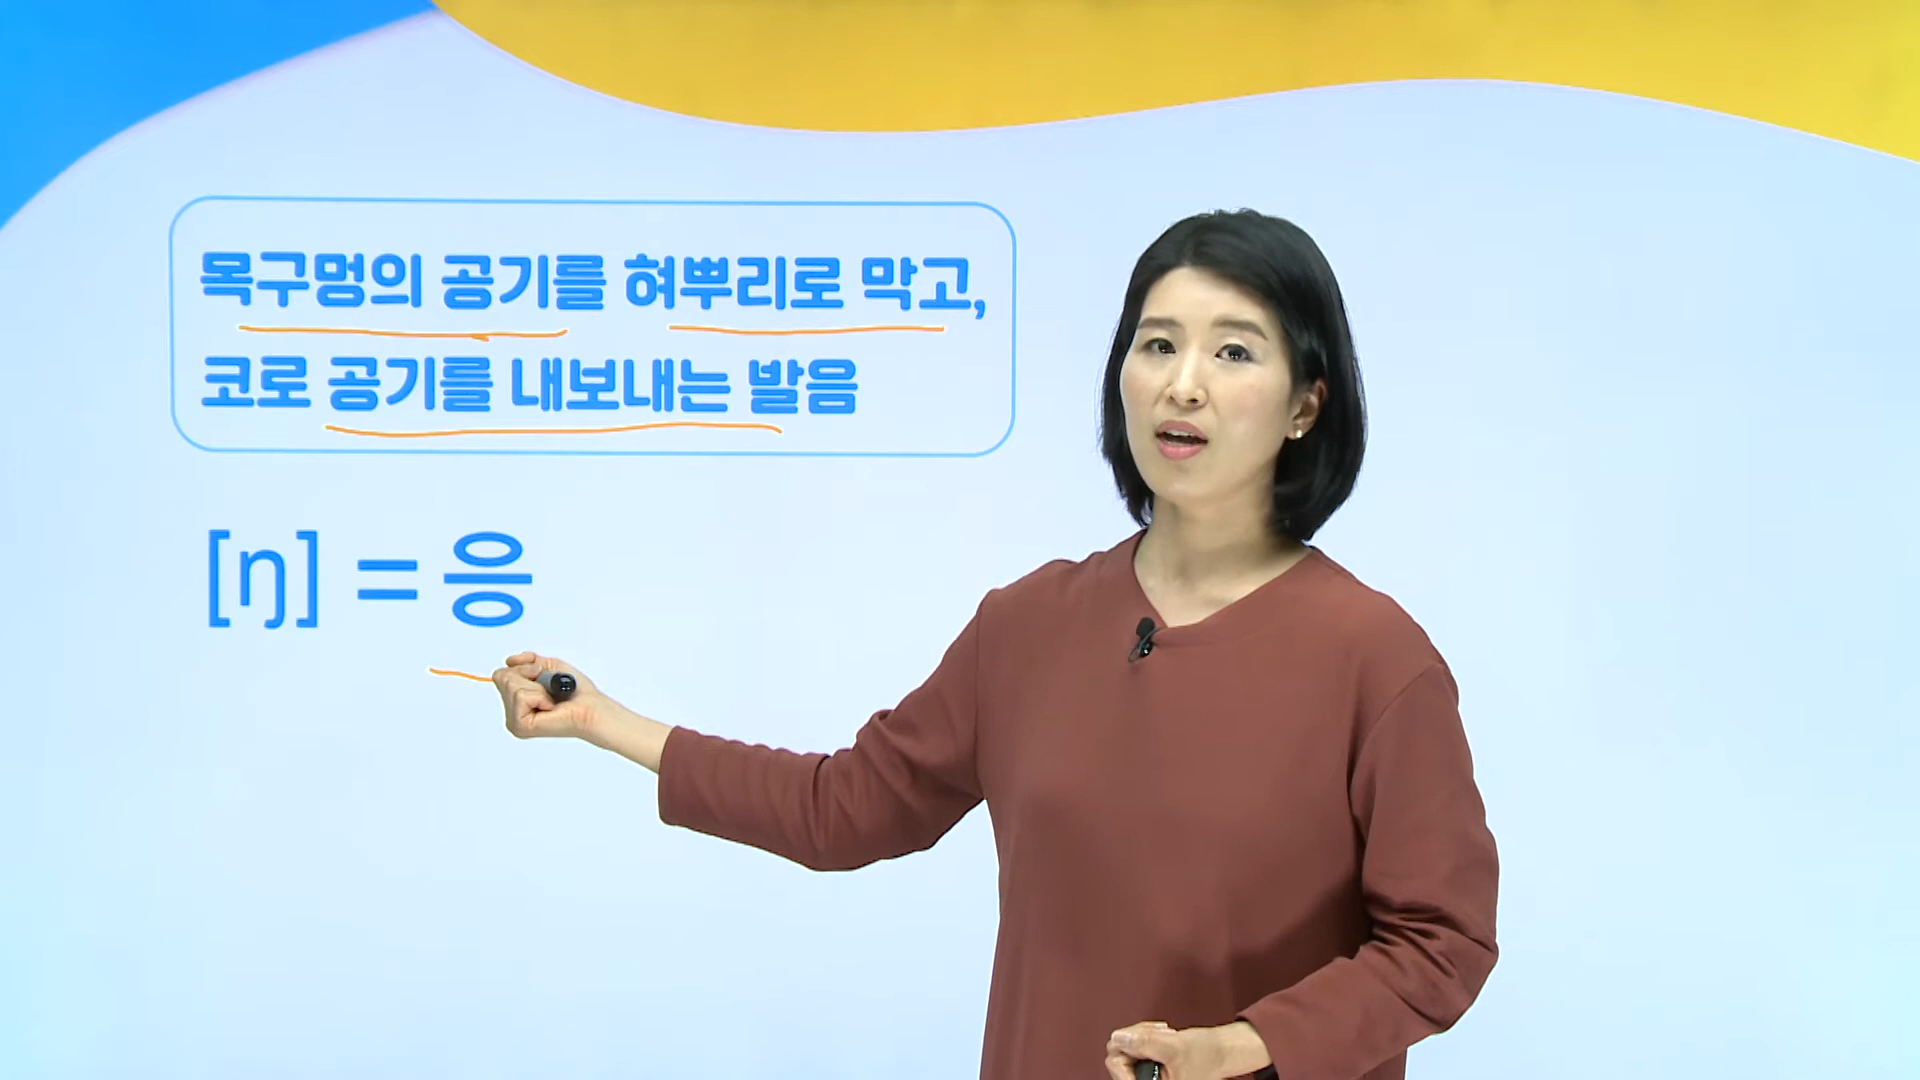 목구멍의 공기를 혀뿌리로 막고,
코로 공기를 내보내는 발음
[ŋ] = 응